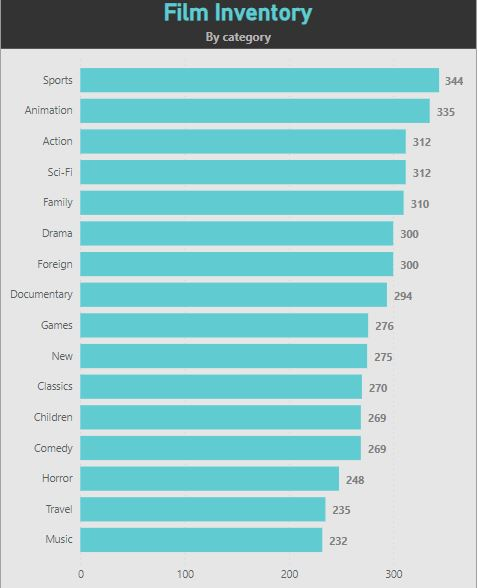 Film Inventory
By category
Sports 344
Animation 335
Action 312
Sci-Fi 312
Family 310
Drama 300
Foreign 300
Documentary 294
Games 276
New 275
Classics 270
Children 269
Comedy 269
Horror 248
Travel 235
Music 232
0 100 200 300